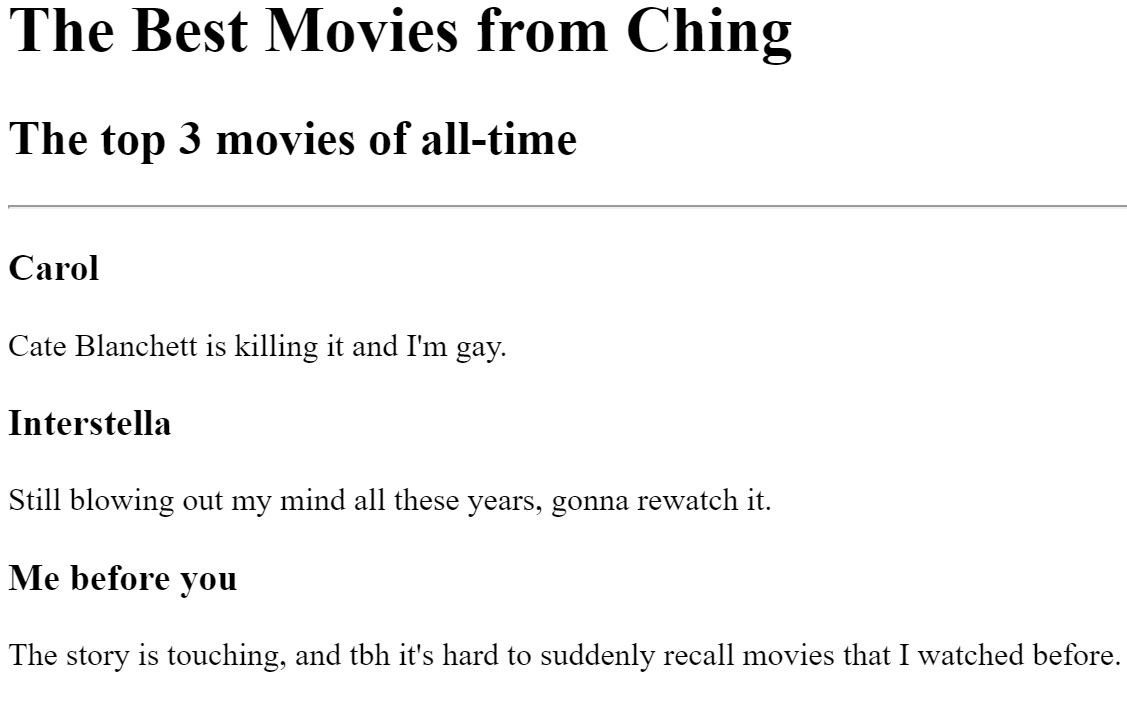 The Best Movies from Ching
The top 3 movies of all-time
Carol
Cate Blanchett is killing it and I'm gay.
Interstella
Still blowing out my mind all these years, gonna rewatch it.
Me before you
The story is touching, and tbh it's hard to suddenly recall movies that I watched before.